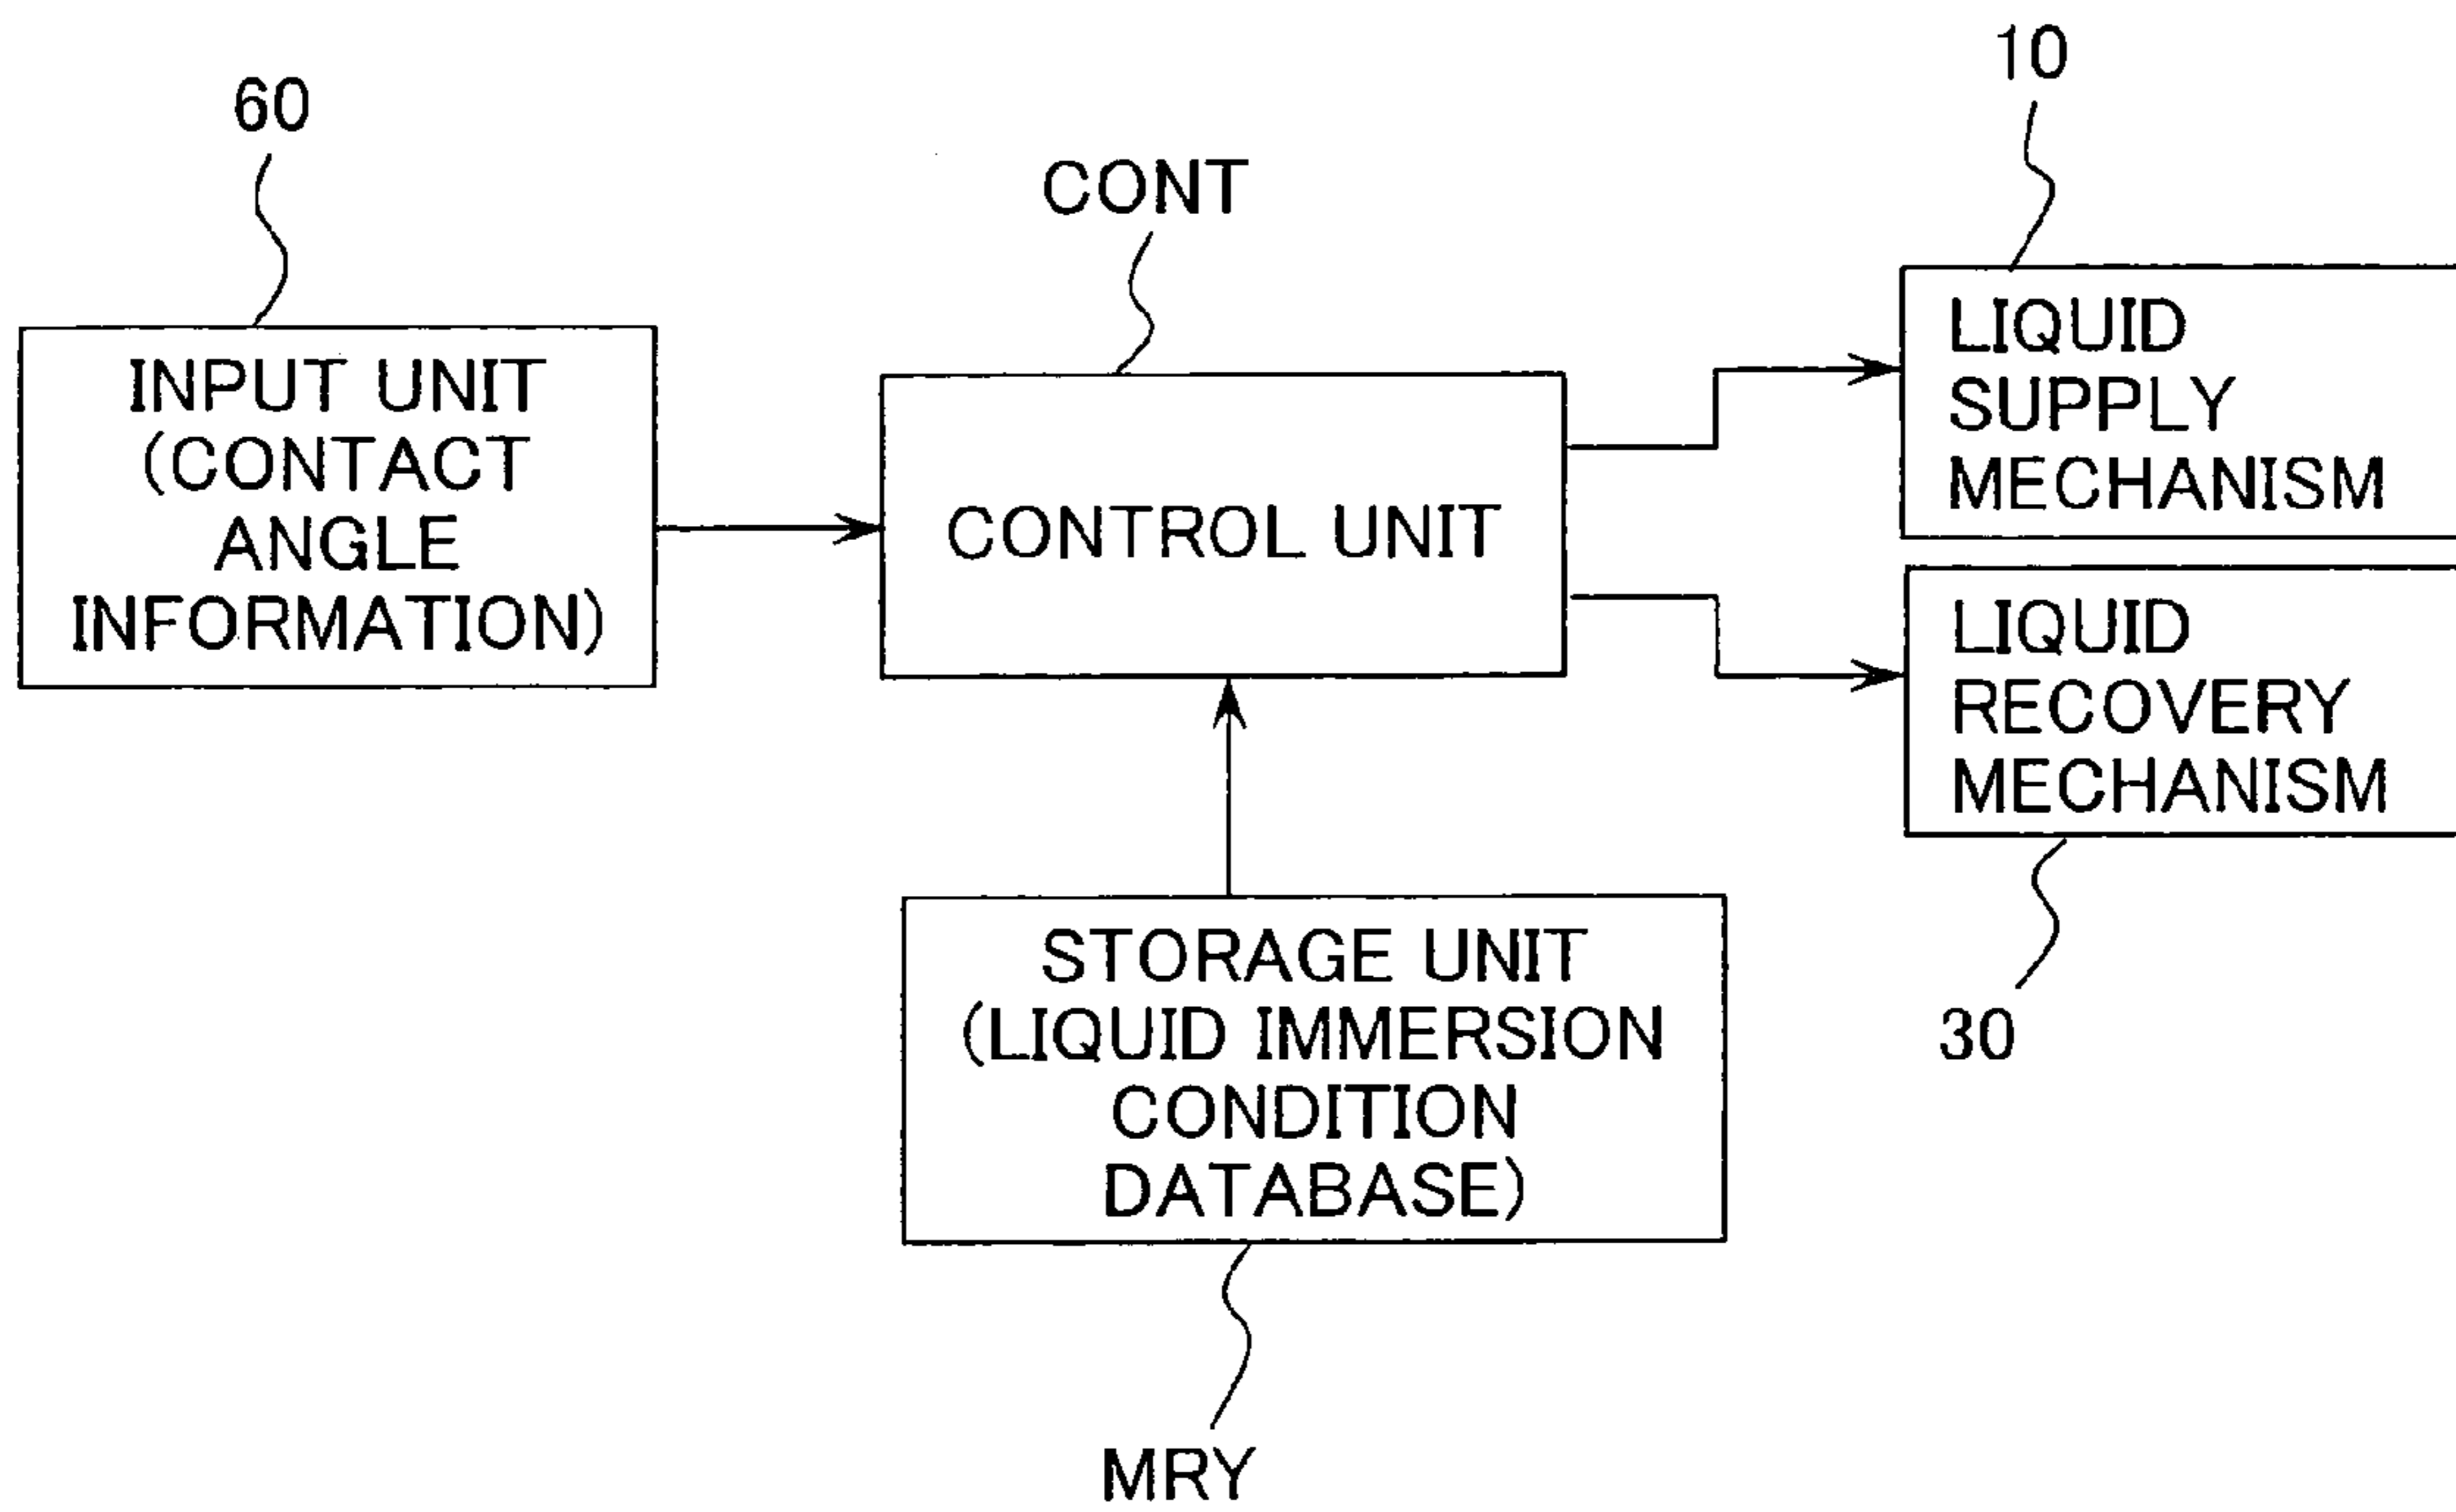 60
CONT
10
INPUT UNIT
(CONTACT
ANGLE
INFORMATION)
CONTROL UNIT
LIQUID
SUPPLY
MECHANISM
LIQUID
RECOVERY
MECHANISM
30
STORAGE UNIT
(LIQUID IMMERSION
CONDITION
DATABASE)
MRY